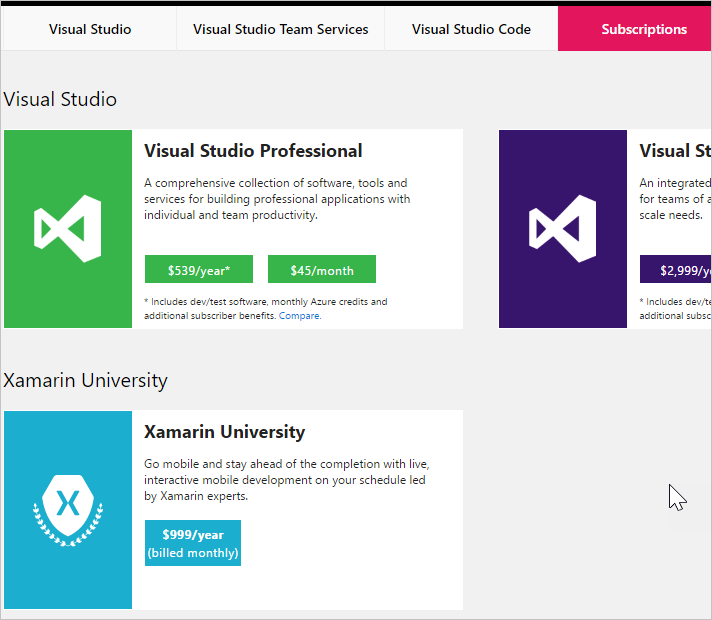 Visual Studio
Visual Studio Team Services
Visual Studio Code
Subscriptions
Visual Studio
Visual Studio Professional
A comprehensive collection of software, tools and
services for building professional applications with
individual and team productivity.
$539/year*
$45/month
* Includes dev/test software, monthly Azure credits and
additional subscriber benefits. Compare.
Visual St
An integrated
for teams of a
scale needs.
$2,999/ye
* Includes dev/te
additional subsc
Xamarin University
Xamarin University
Go mobile and stay ahead of the completion with live,
interactive mobile development on your schedule led
by Xamarin experts.
$999/year
(billed monthly)